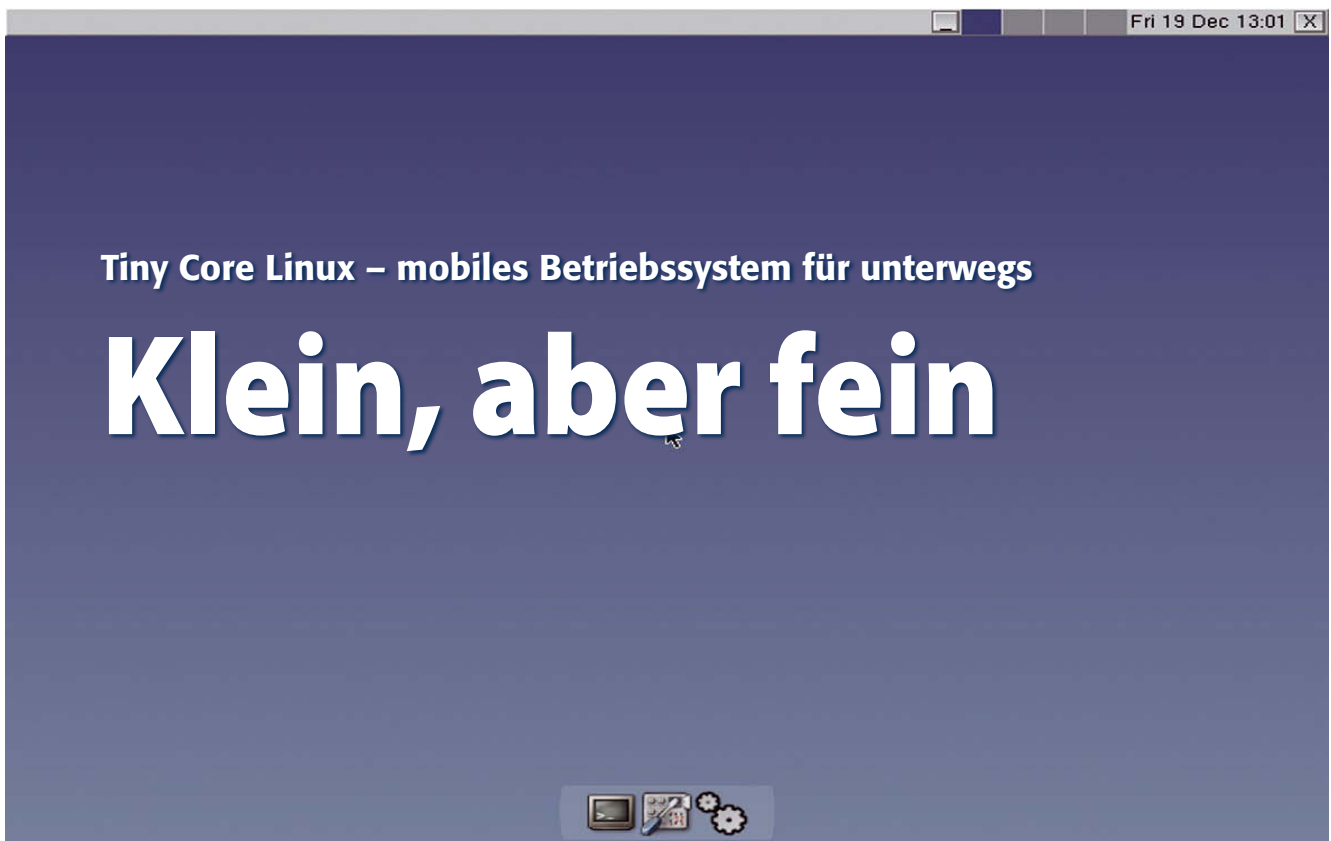 Fri 19 Dec 13:01 X
Tiny Core Linux – mobiles Betriebssystem für unterwegs
Klein, aber fein